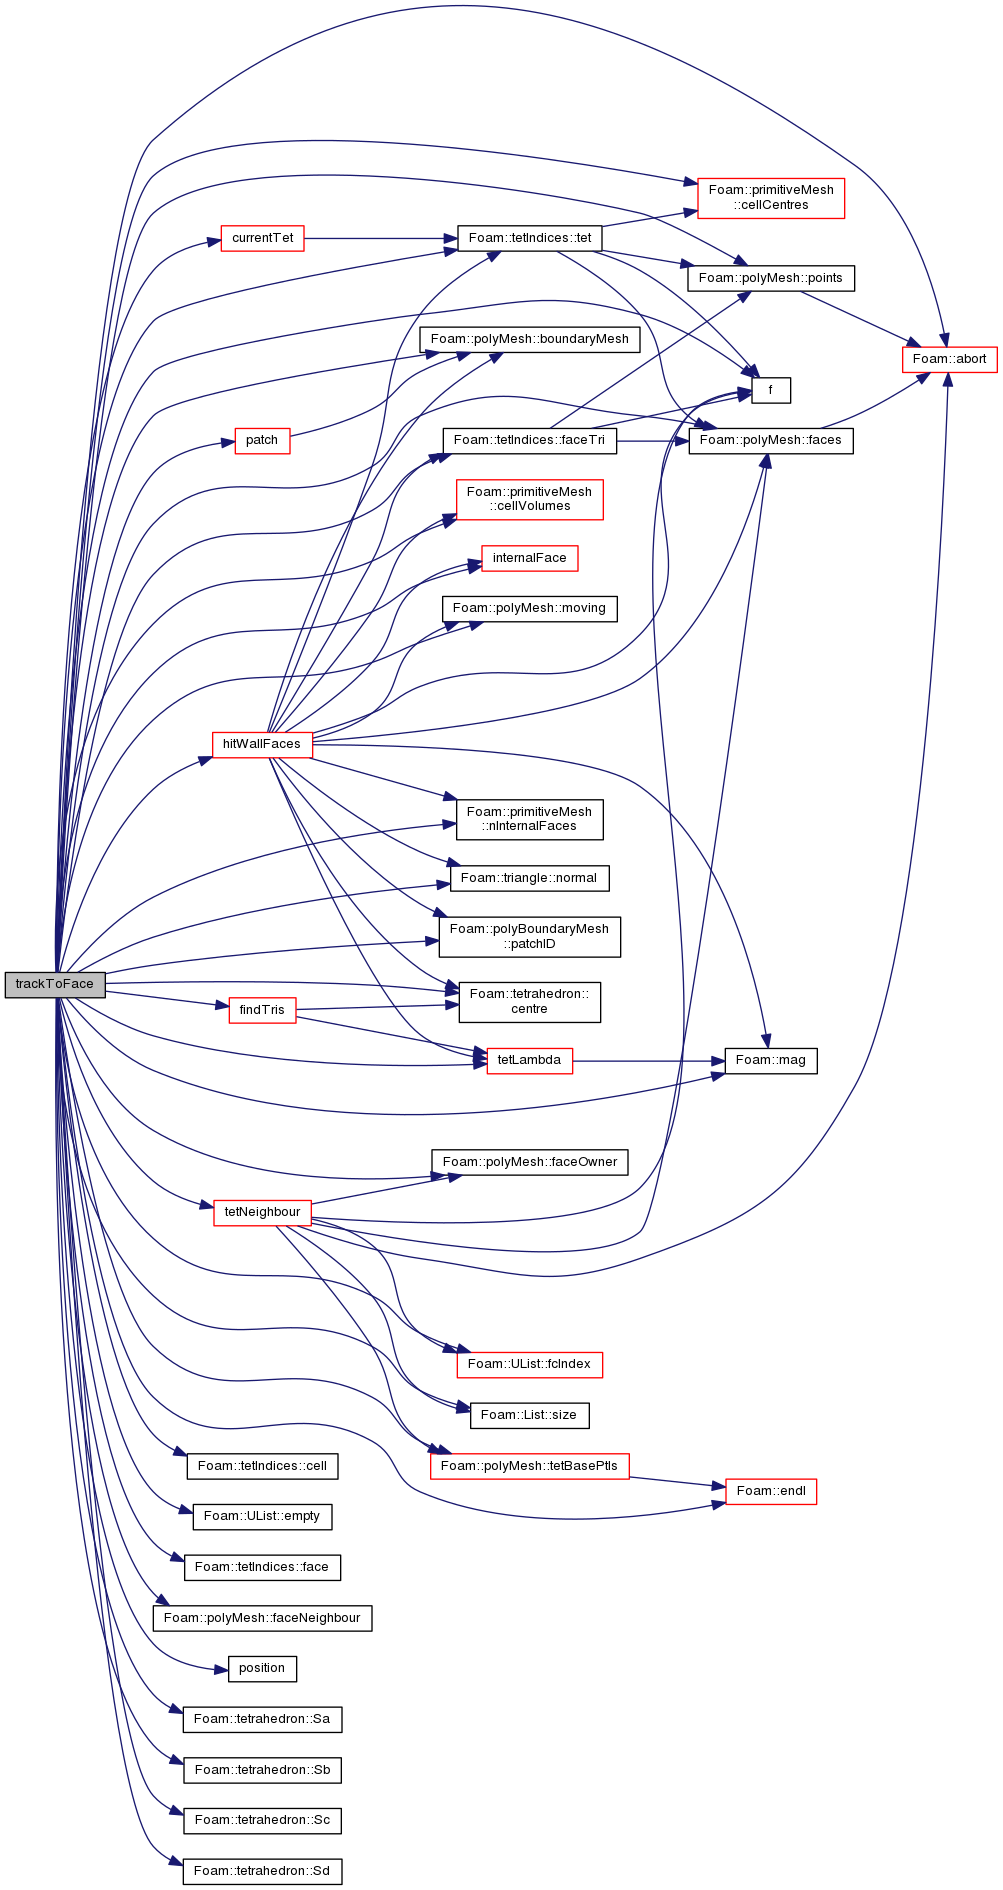 Foam::primitiveMesh
::cellCentres
currentTet
Foam::tetIndices::tet
Foam::polyMesh::points
Foam::polyMesh::boundaryMesh
Foam::abort
f
patch
Foam::tetIndices::faceTri
Foam::polyMesh::faces
Foam::primitiveMesh
::cellVolumes
internalFace
Foam::polyMesh::moving
hitWallFaces
Foam::primitiveMesh
::nInternalFaces
Foam::triangle::normal
Foam::polyBoundaryMesh
::patchID
trackToFace
Foam::tetrahedron::
centre
findTris
tetLambda
Foam::mag
Foam::polyMesh::faceOwner
tetNeighbour
Foam::UList::fcIndex
Foam::List::size
Foam::tetIndices::cell
Foam::polyMesh::tetBasePtIs
Foam::endl
Foam::UList::empty
Foam::tetIndices::face
Foam::polyMesh::faceNeighbour
position
Foam::tetrahedron::Sa
Foam::tetrahedron::Sb
Foam::tetrahedron::Sc
Foam::tetrahedron::Sd